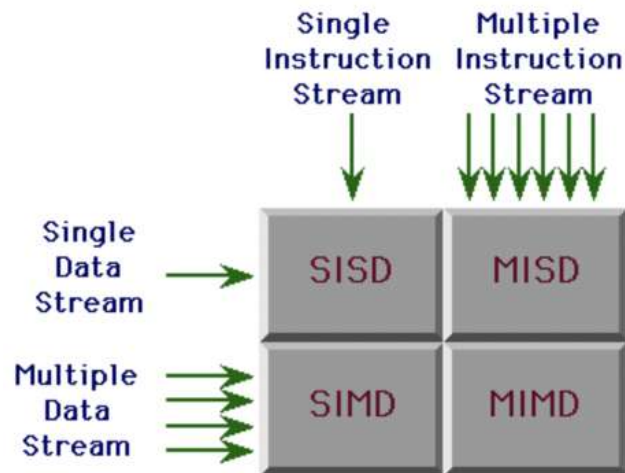 Single
Instruction
Stream
Multiple
Instruction
Stream
Single
Data
Stream
SISD
MISD
Multiple
Data
Stream
SIMD
MIMD